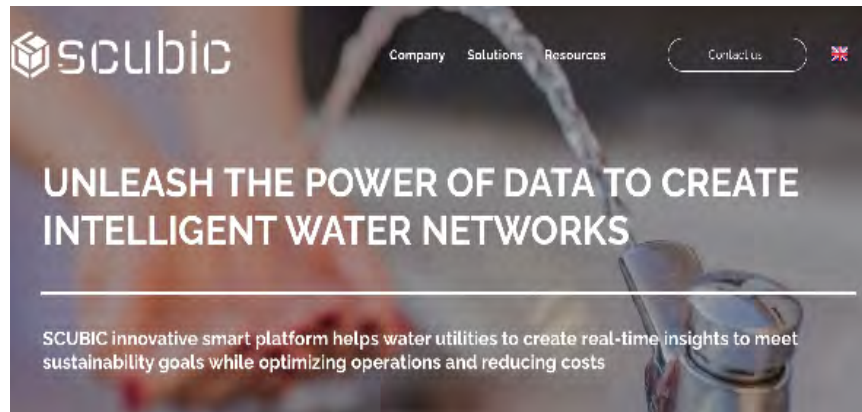 scubic
Company Solutions Resources Contact us
UNLEASH THE POWER OF DATA TO CREATE
INTELLIGENT WATER NETWORKS
SCUBIC innovative smart platform helps water utilities to create real-time insights to meet
sustainability goals while optimizing operations and reducing costs